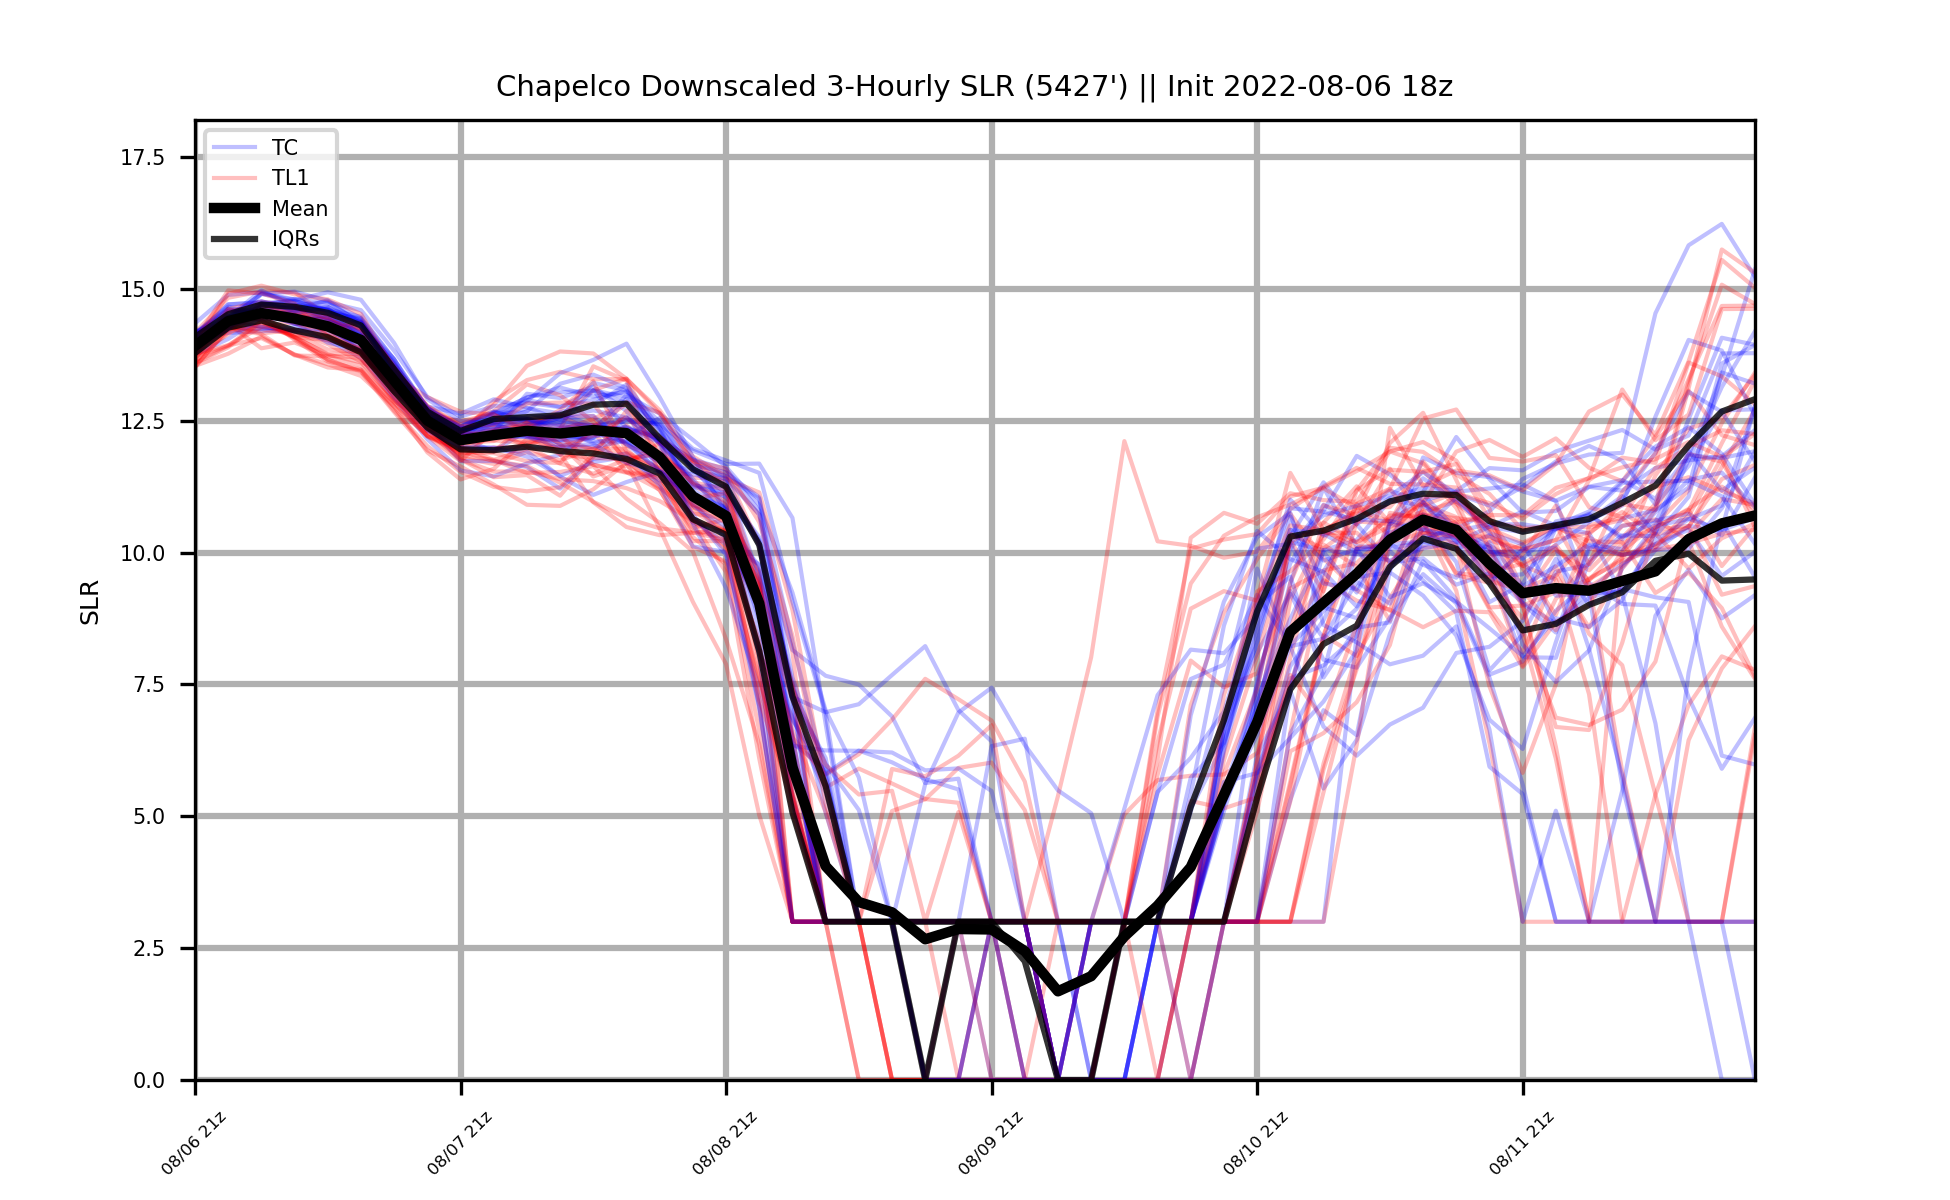 Chapelco Downscaled 3-Hourly SLR (5427') || Init 2022-08-06 18z
TC
TL1
Mean
IQRs
SLR
17.5
15.0
12.5
10.0
7.5
5.0
2.5
0.0
08/06 21z
08/07 21z
08/08 21z
08/09 21z
08/10 21z
08/11 21z